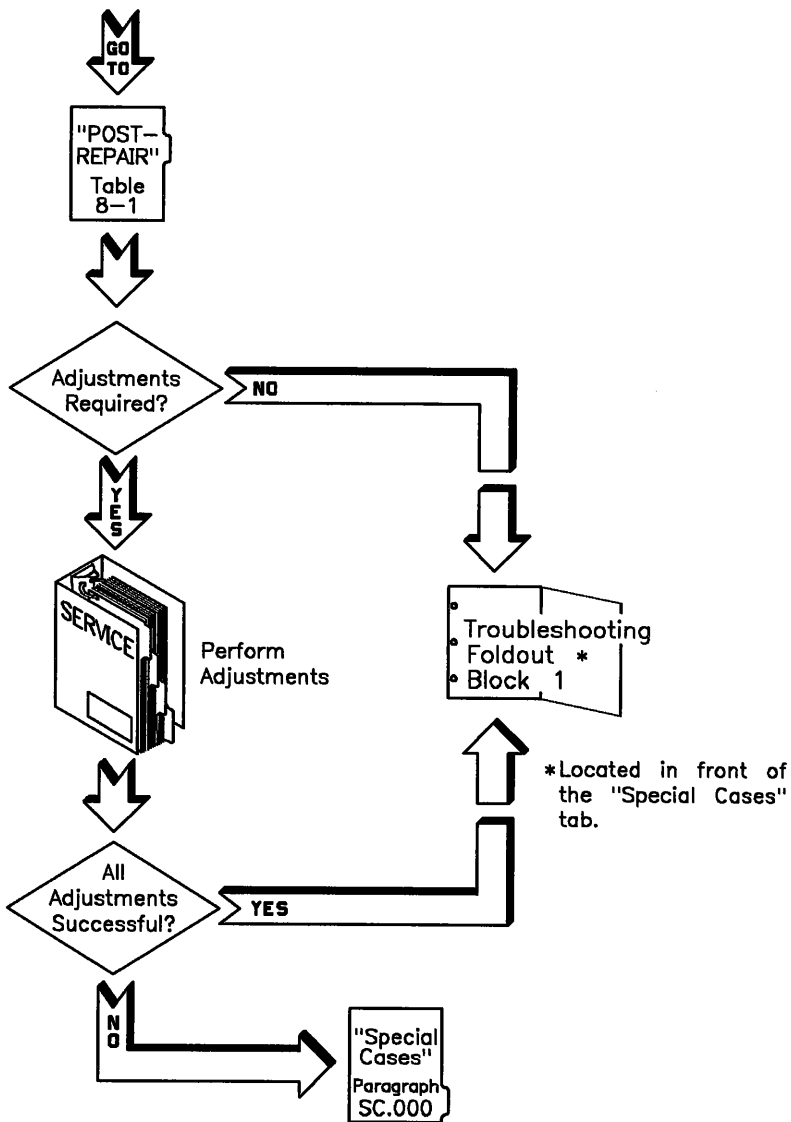 GO
TO
"POST-
REPAIR"
Table
8-1
Adjustments
Required?
NO
YES
SERVICE
Perform
Adjustments
Troubleshooting
Foldout *
Block 1
*Located in front of
the "Special Cases"
tab.
All
Adjustments
Successful?
YES
NO
"Special
Cases"
Paragraph
SC.000